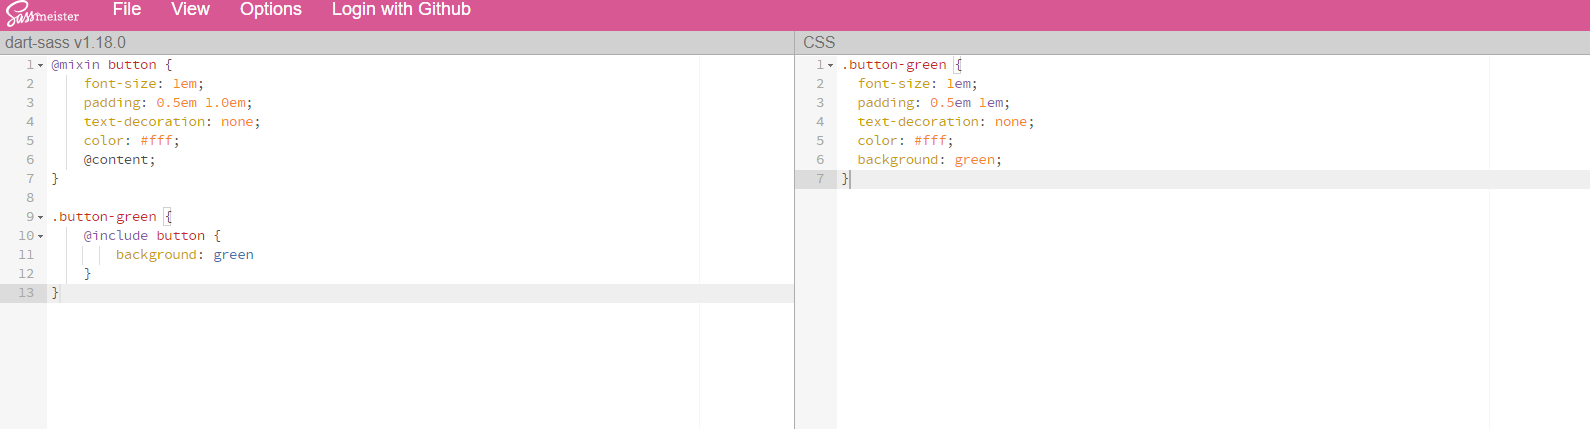 Sassmeister File View Options Login with Github
dart-sass v1.18.0
1 @mixin button {
2 font-size: 1em;
3 padding: 0.5em 1.0em;
4 text-decoration: none;
5 color: #fff;
6 @content;
7 }
8
9 .button-green {
10 @include button {
11 background: green
12 }
13 }
CSS
1 .button-green {
2 font-size: 1em;
3 padding: 0.5em 1em;
4 text-decoration: none;
5 color: #fff;
6 background: green;
7 }